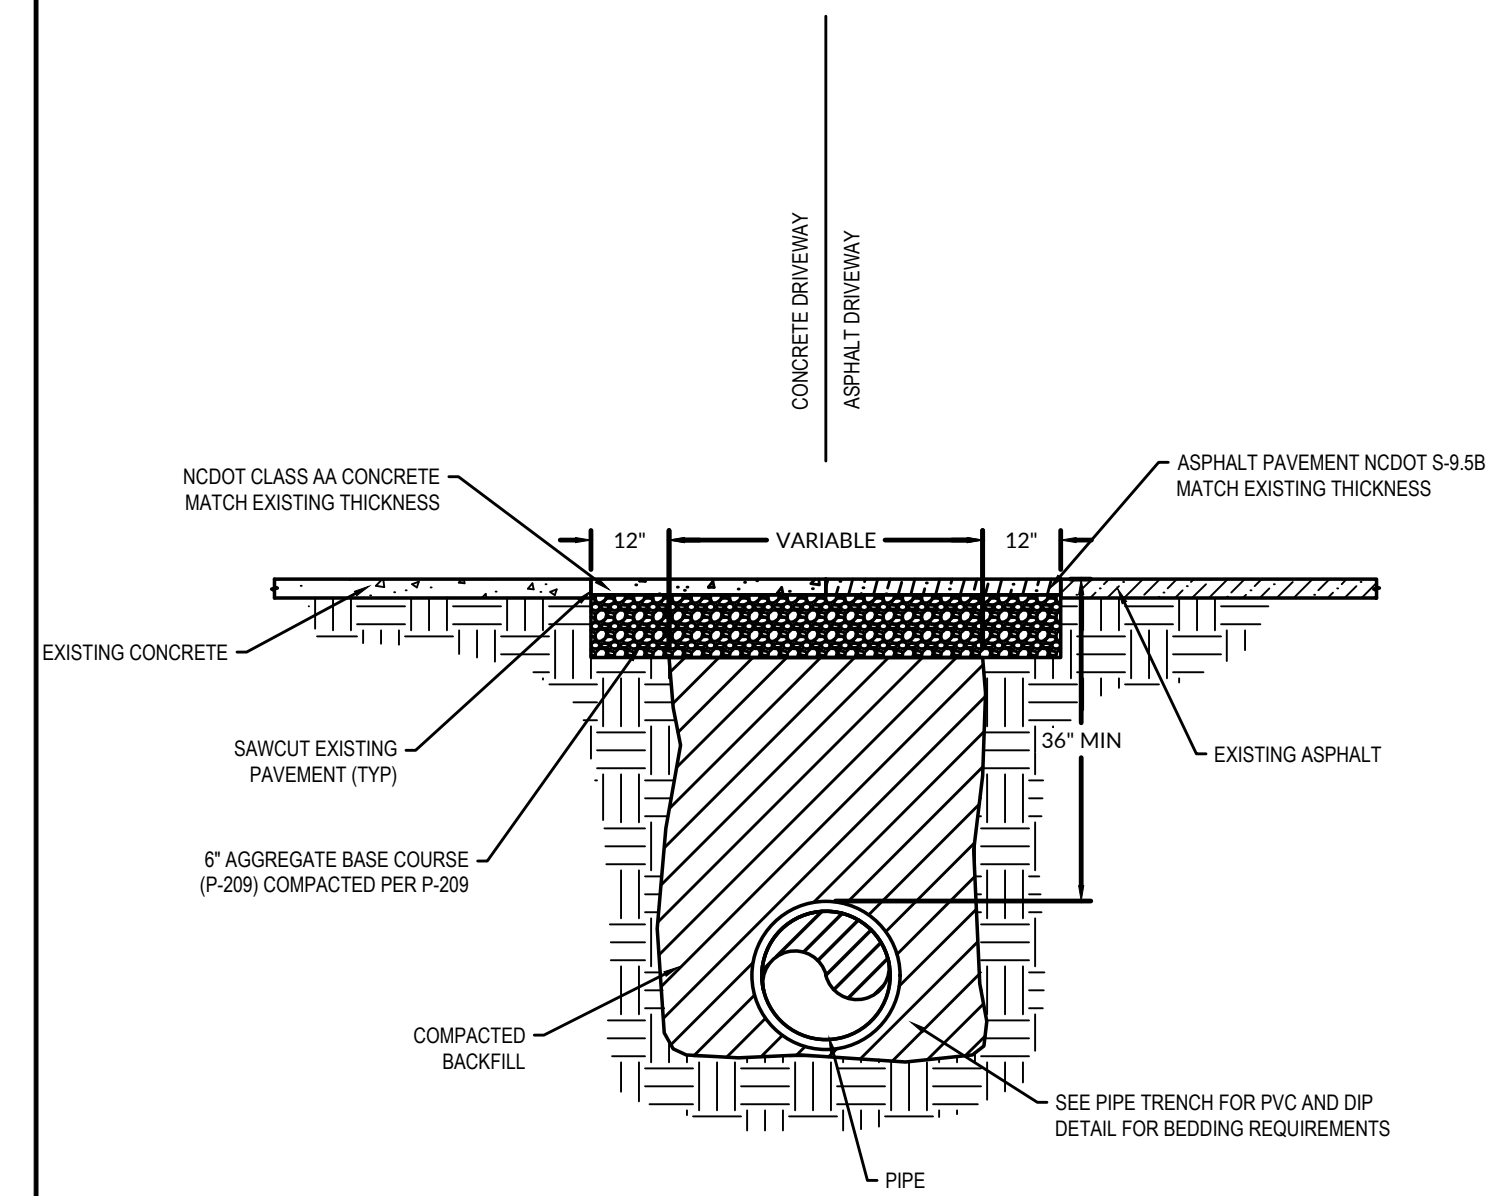 CONCRETE DRIVEWAY
ASPHALT DRIVEWAY
NCDOT CLASS AA CONCRETE
MATCH EXISTING THICKNESS
ASPHALT PAVEMENT NCDOT S-9.5B
MATCH EXISTING THICKNESS
12"
VARIABLE
12"
EXISTING CONCRETE
SAWCUT EXISTING
PAVEMENT (TYP)
36" MIN
EXISTING ASPHALT
6" AGGREGATE BASE COURSE
(P-209) COMPACTED PER P-209
COMPACTED
BACKFILL
SEE PIPE TRENCH FOR PVC AND DIP
DETAIL FOR BEDDING REQUIREMENTS
PIPE